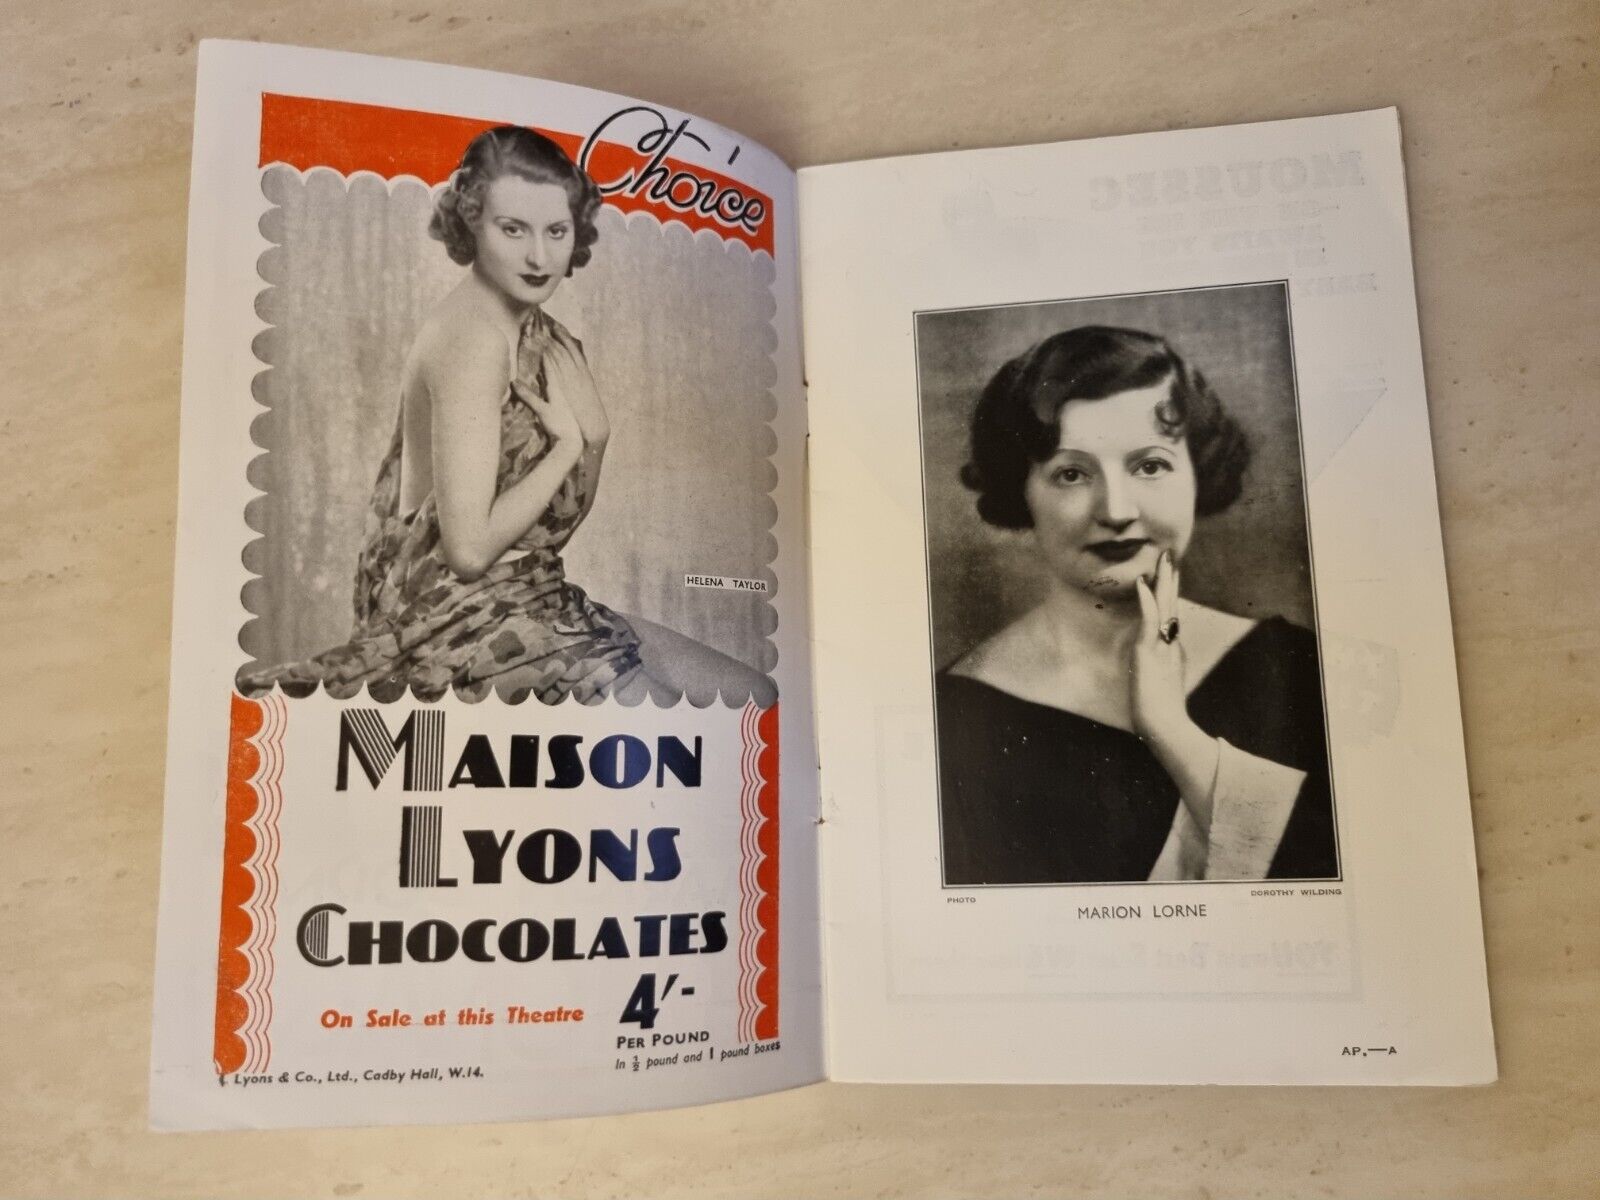 Choice
HELENA TAYLOR
MAISON
LYONS
CHOCOLATES
On Sale at this Theatre
4/-
PER POUND
In ½ pound and 1 pound boxes
Lyons & Co., Ltd., Cadby Hall, W.14.
MOUSSEC
PHOTO
DOROTHY WILDING
MARION LORNE
AP.—A